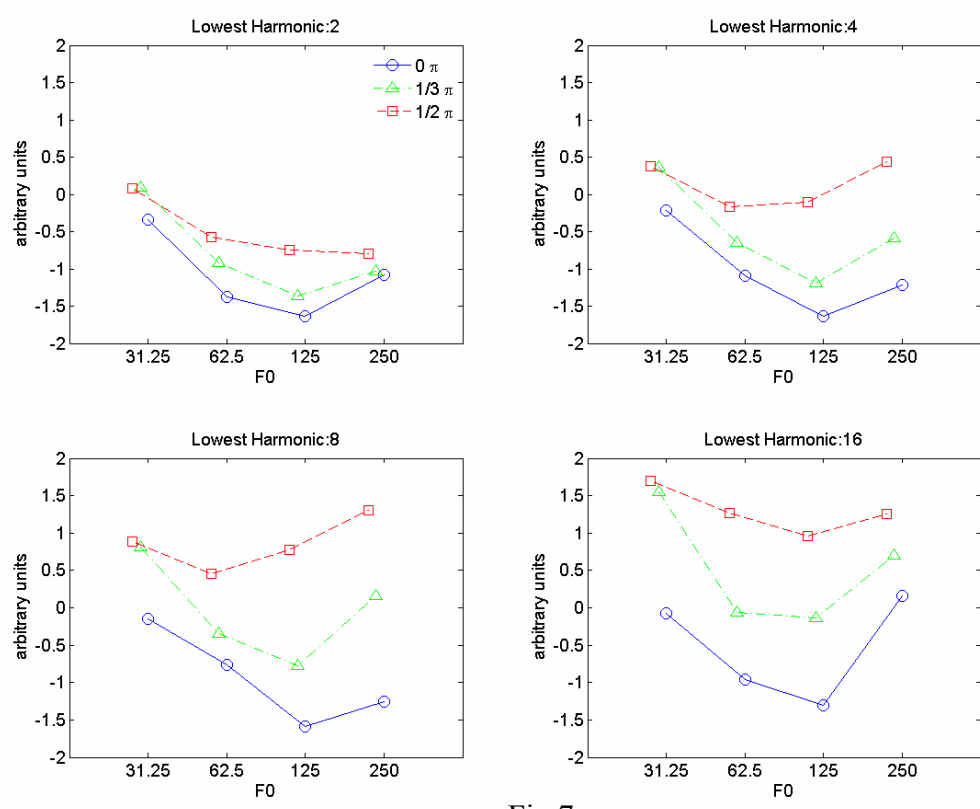 Lowest Harmonic:2
2
1.5
1
0.5
0
-0.5
-1
-1.5
-2
arbitrary units
0 π
1/3 π
1/2 π
31.25 62.5 125 250
F0
Lowest Harmonic:4
2
1.5
1
0.5
0
-0.5
-1
-1.5
-2
arbitrary units
31.25 62.5 125 250
F0
Lowest Harmonic:8
2
1.5
1
0.5
0
-0.5
-1
-1.5
-2
arbitrary units
31.25 62.5 125 250
F0
Lowest Harmonic:16
2
1.5
1
0.5
0
-0.5
-1
-1.5
-2
arbitrary units
31.25 62.5 125 250
F0